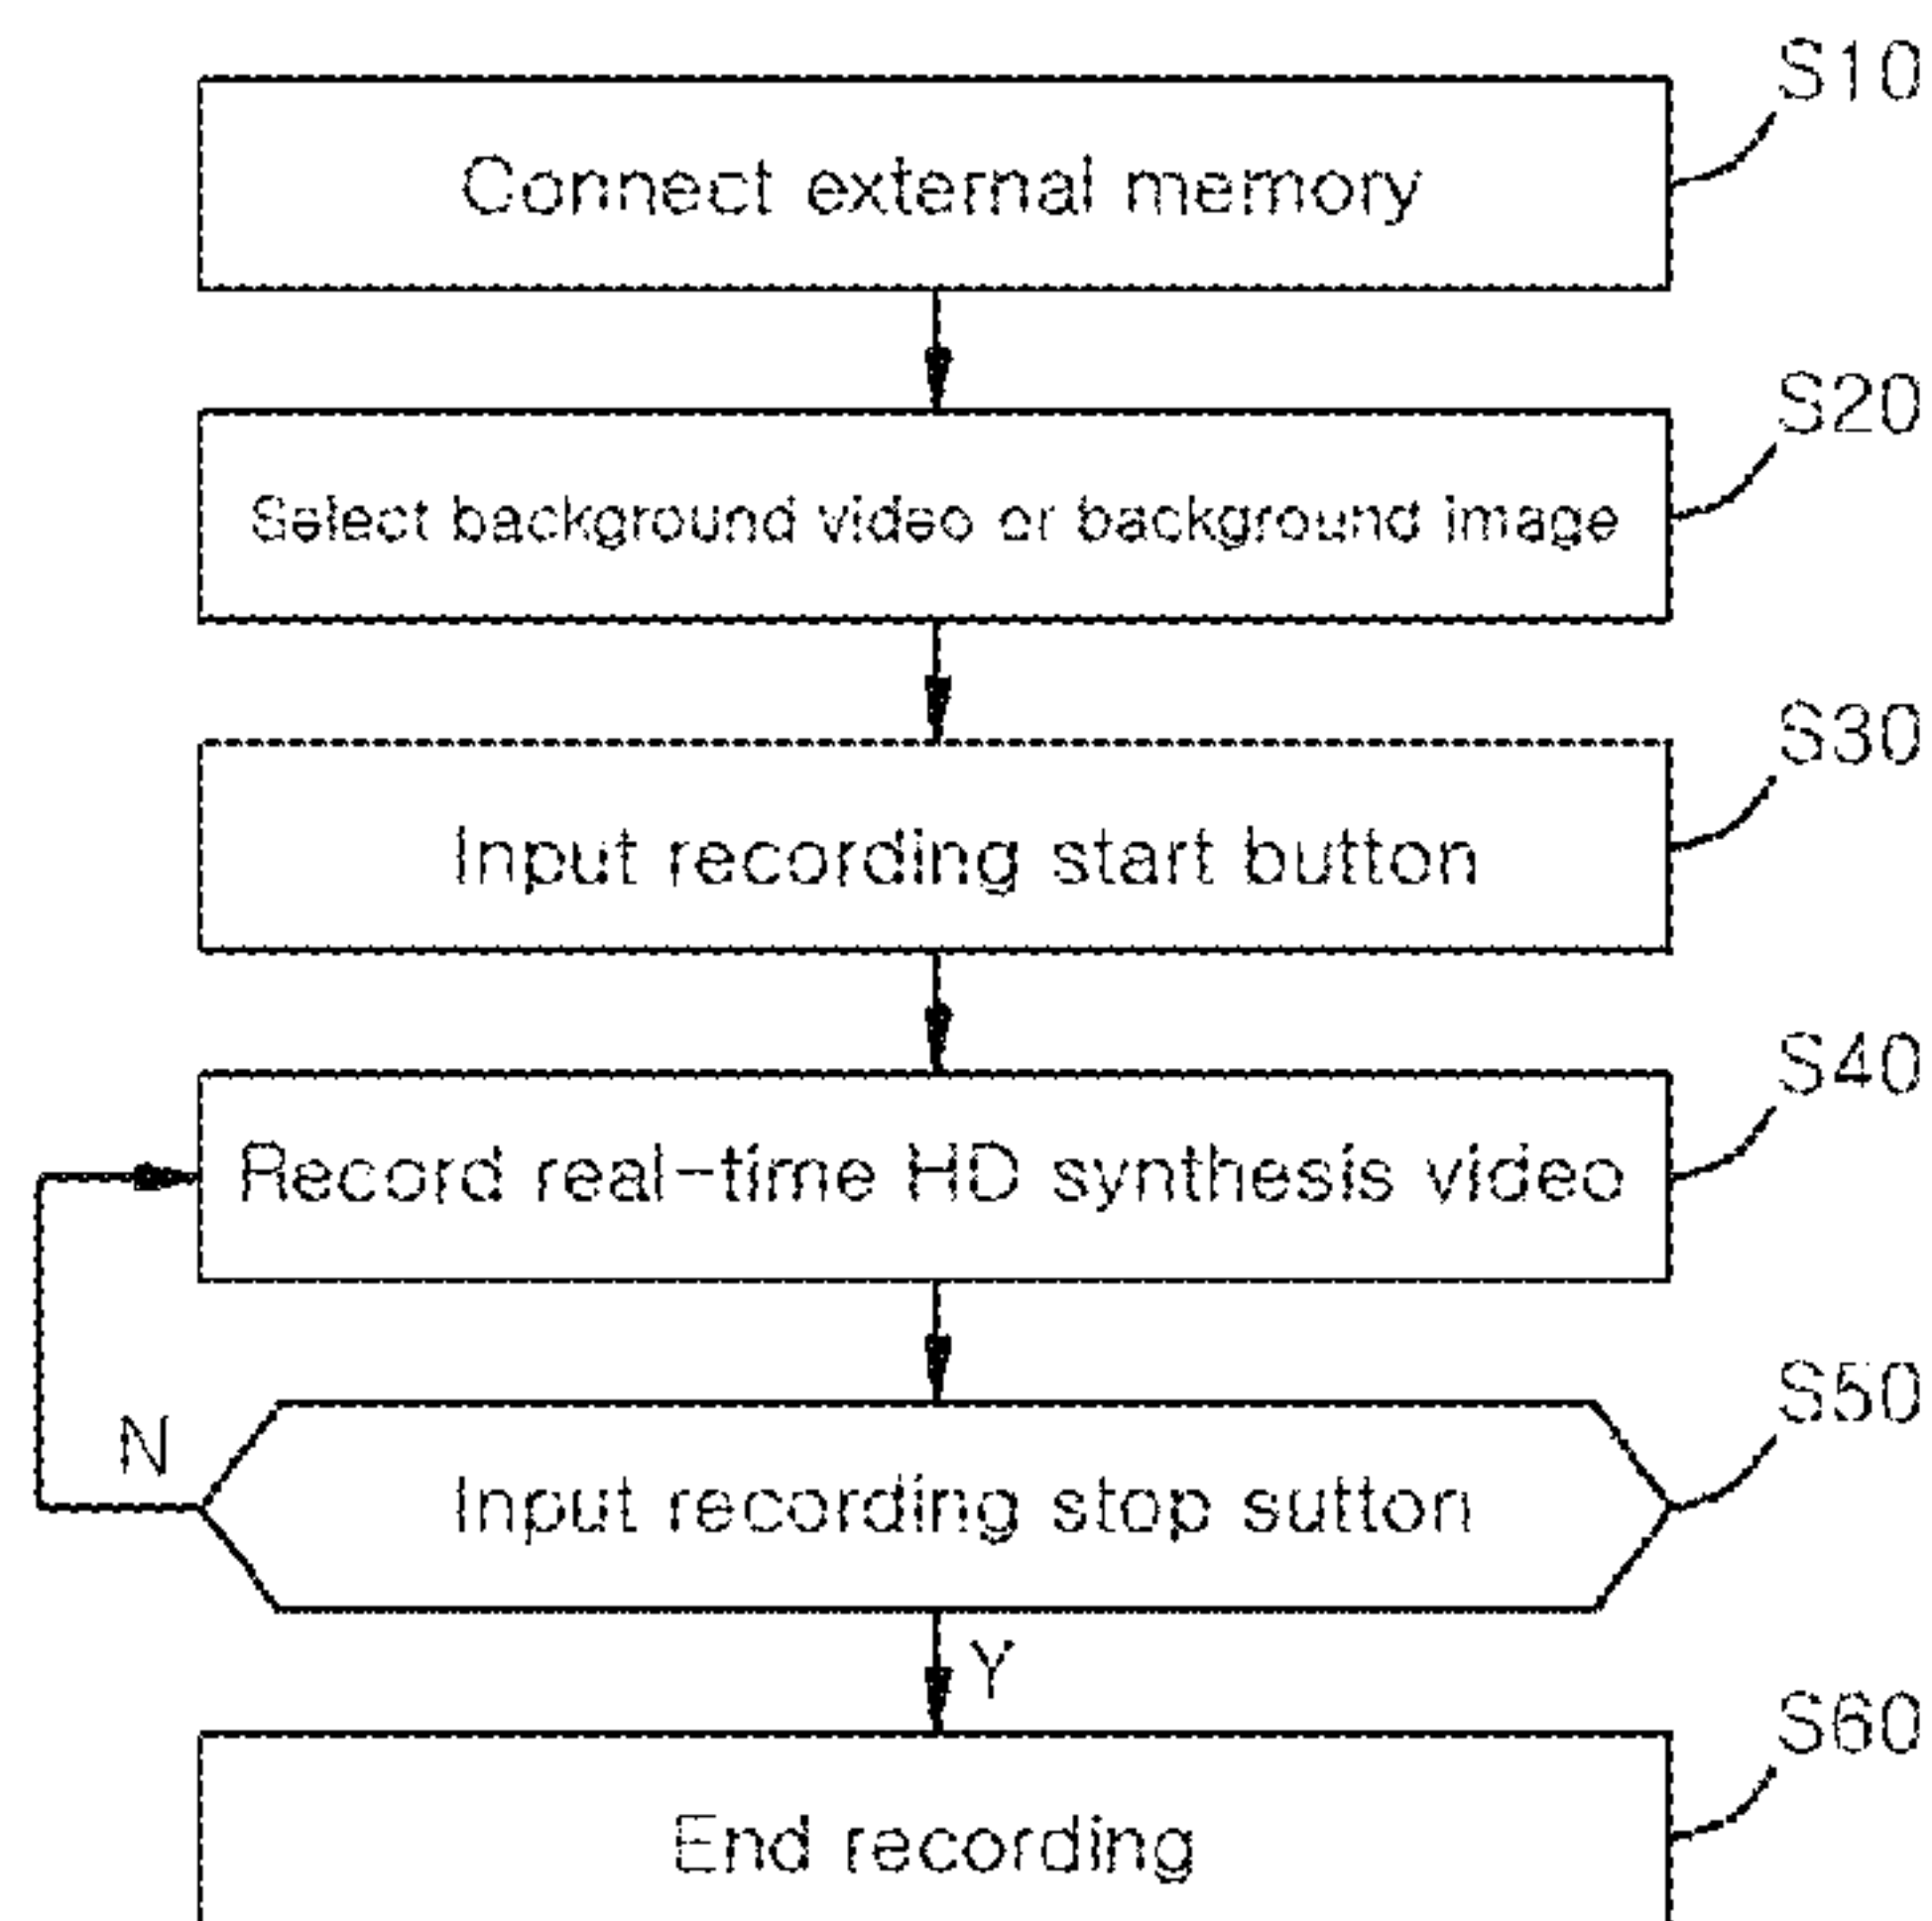 S10
Connect external memory
S20
Select background video or background image
S30
Input recording start button
S40
Record real-time HD synthesis video
S50
N
Input recording stop sutton
Y
S60
End recording